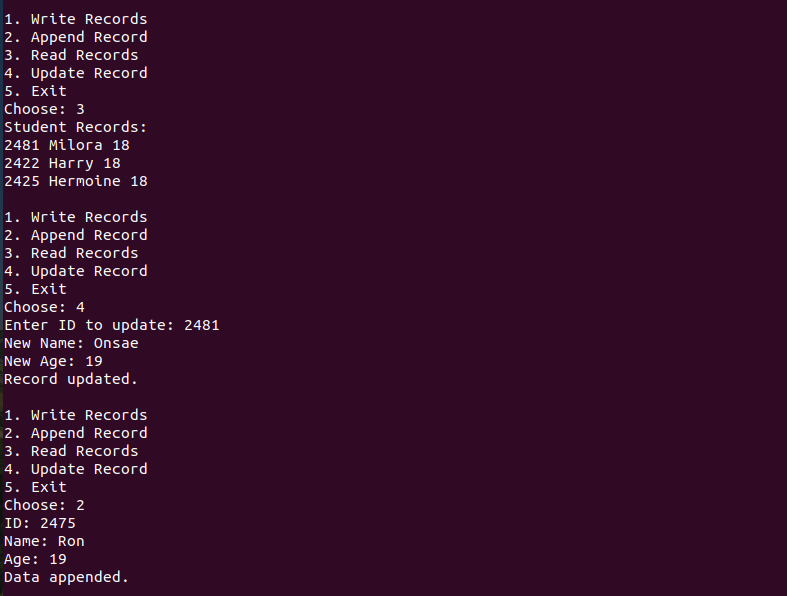 1. Write Records
2. Append Record
3. Read Records
4. Update Record
5. Exit
Choose: 3
Student Records:
2481 Milora 18
2422 Harry 18
2425 Hermoine 18
1. Write Records
2. Append Record
3. Read Records
4. Update Record
5. Exit
Choose: 4
Enter ID to update: 2481
New Name: Onsae
New Age: 19
Record updated.
1. Write Records
2. Append Record
3. Read Records
4. Update Record
5. Exit
Choose: 2
ID: 2475
Name: Ron
Age: 19
Data appended.